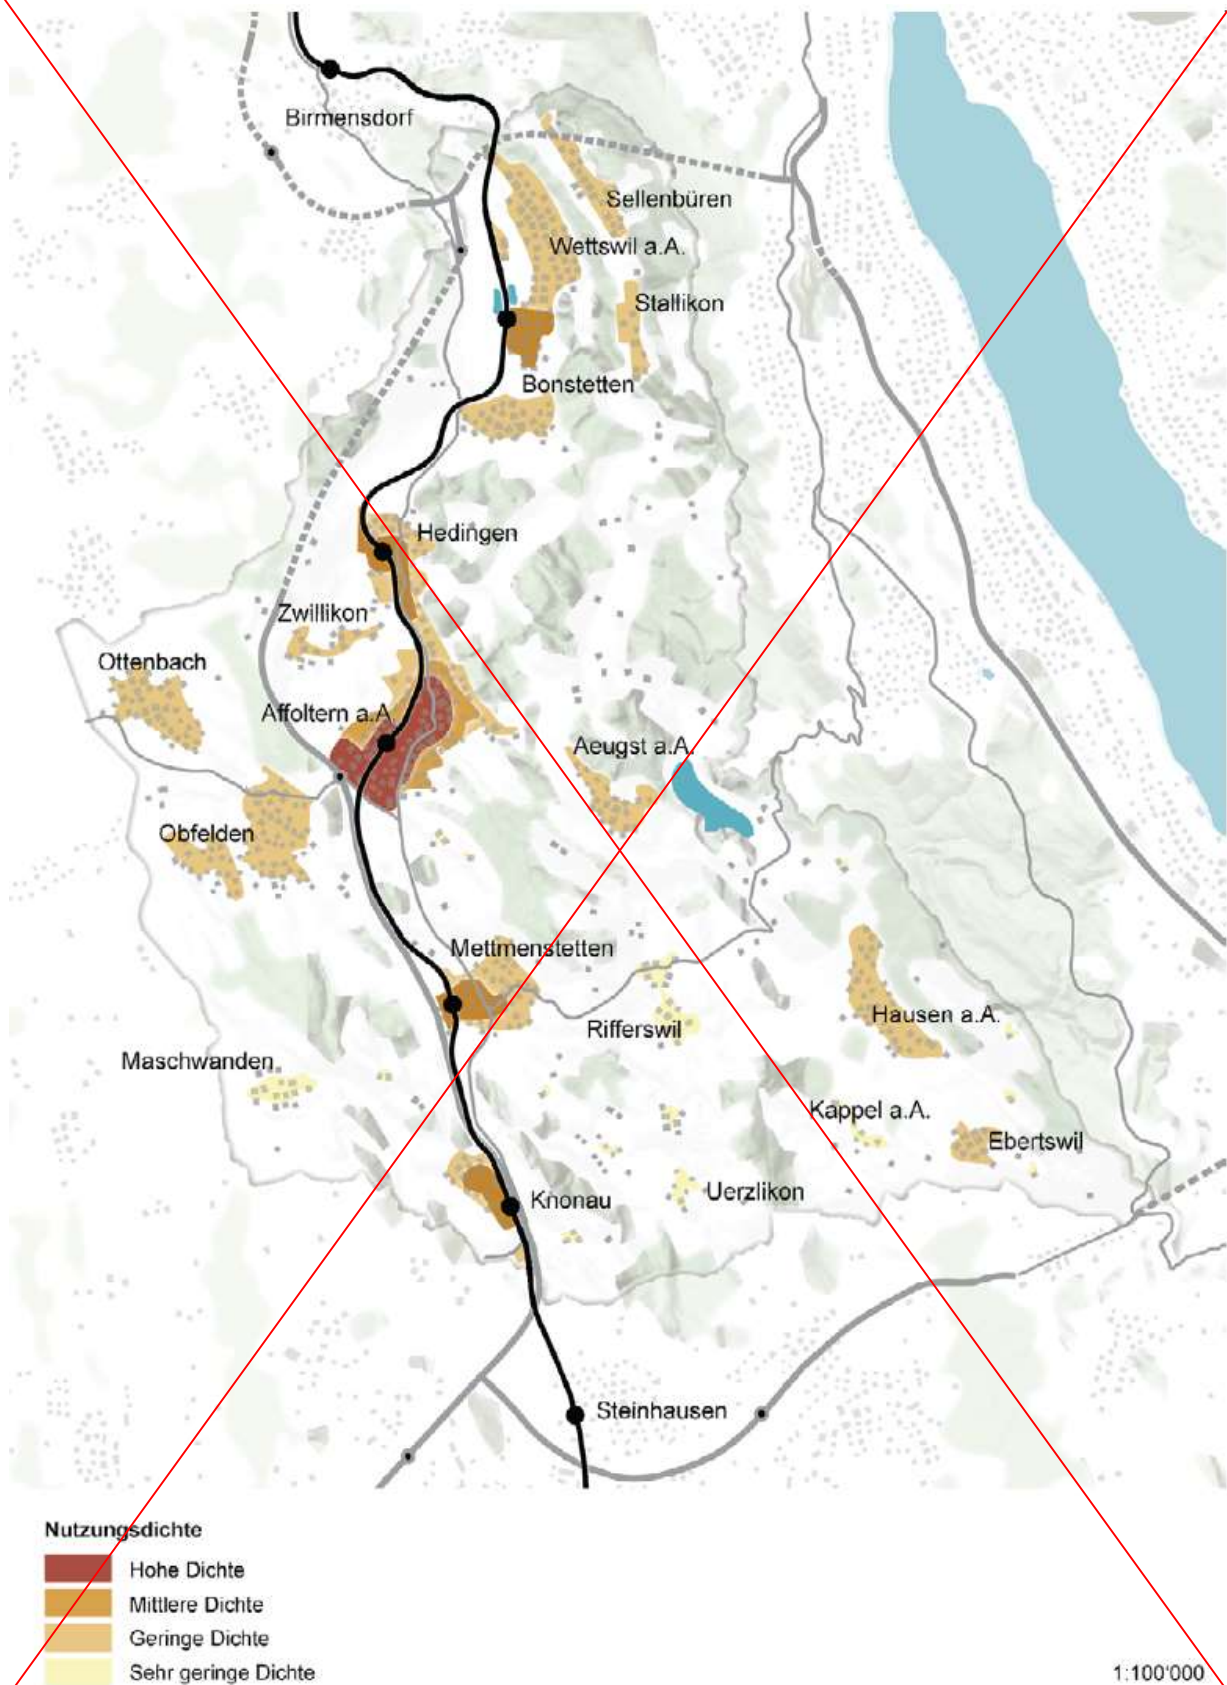 Birmensdorf
Sellenbüren
Wettswil a.A.
Stallikon
Bonstetten
Hedingen
Zwillikon
Ottenbach
Affoltern a.A.
Aeugst a.A.
Obfelden
Mettmenstetten
Hausen a.A.
Rifferswil
Maschwanden
Kappel a.A.
Ebertswil
Uerzlikon
Knonau
Steinhausen
Nutzungsdichte
Hohe Dichte
Mittlere Dichte
Geringe Dichte
Sehr geringe Dichte
1:100'000